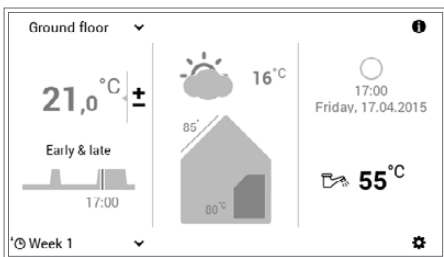 Ground floor
21,0 °C ±
Early & late
17:00
Week 1
16°C
85°
00°C
17:00
Friday, 17.04.2015
55°C